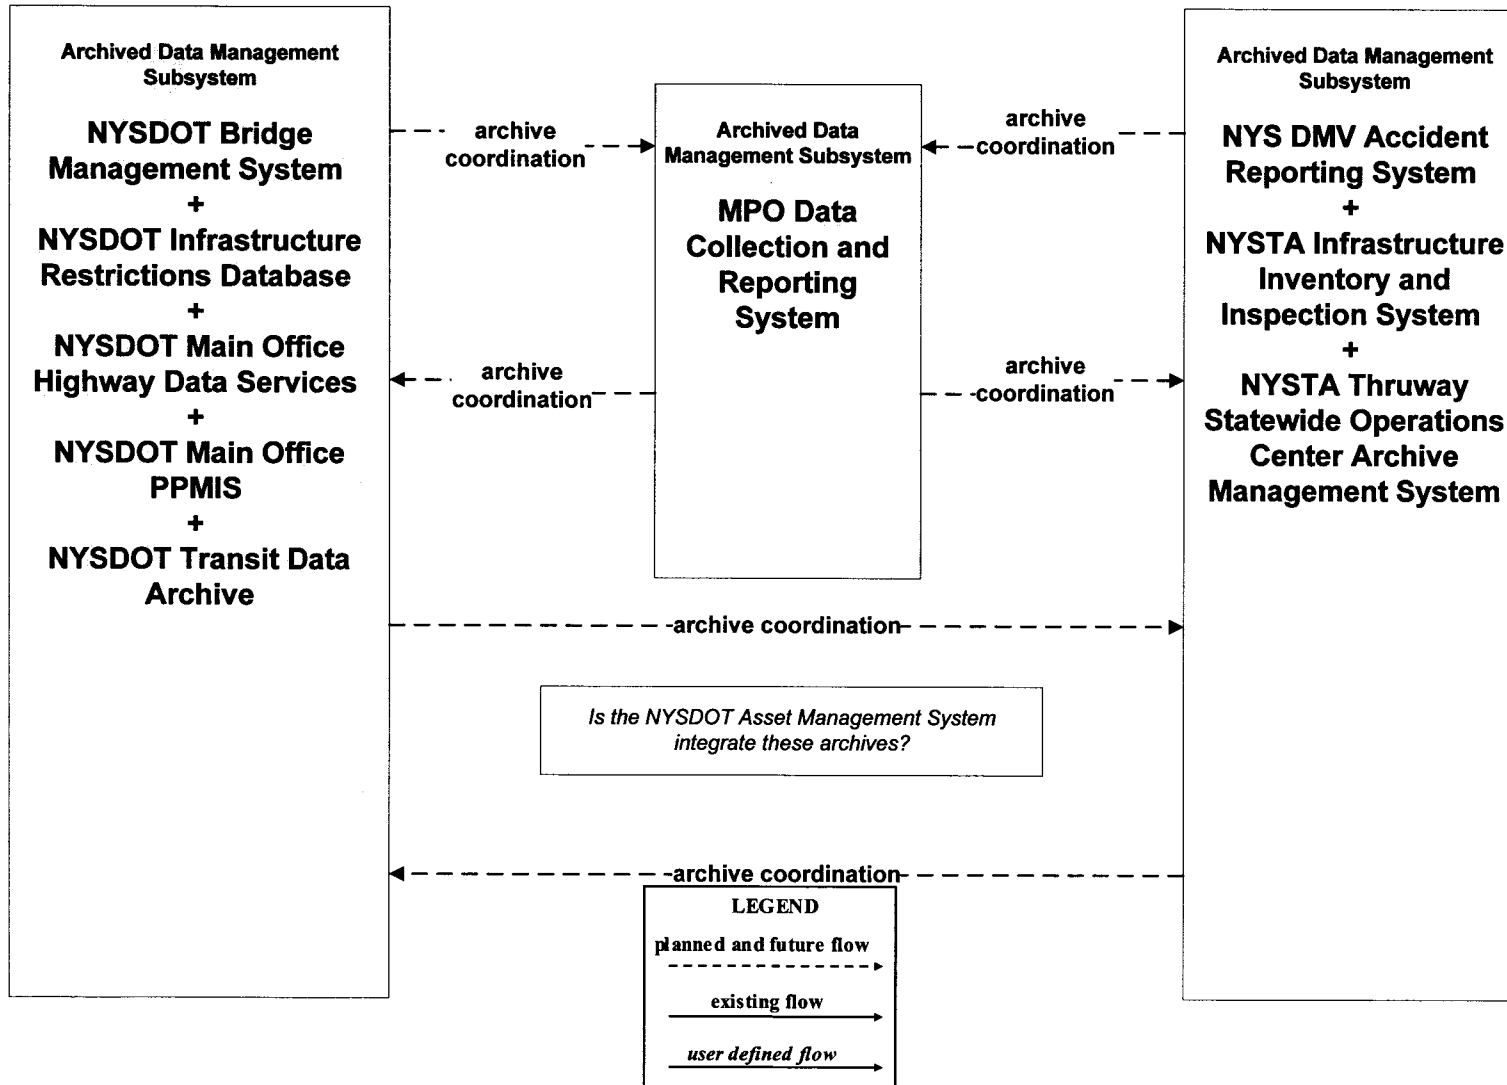 Archived Data Management
Subsystem
NYSDOT Bridge
Management System
+
NYSDOT Infrastructure
Restrictions Database
+
NYSDOT Main Office
Highway Data Services
+
NYSDOT Main Office
PPMIS
+
NYSDOT Transit Data
Archive
archive
coordination
archive
coordination
Archived Data
Management Subsystem
MPO Data
Collection and
Reporting
System
archive
coordination
archive
coordination
Archived Data Management
Subsystem
NYS DMV Accident
Reporting System
+
NYSTA Infrastructure
Inventory and
Inspection System
+
NYSTA Thruway
Statewide Operations
Center Archive
Management System
archive coordination
Is the NYSDOT Asset Management System
integrate these archives?
archive coordination
LEGEND
planned and future flow
existing flow
user defined flow